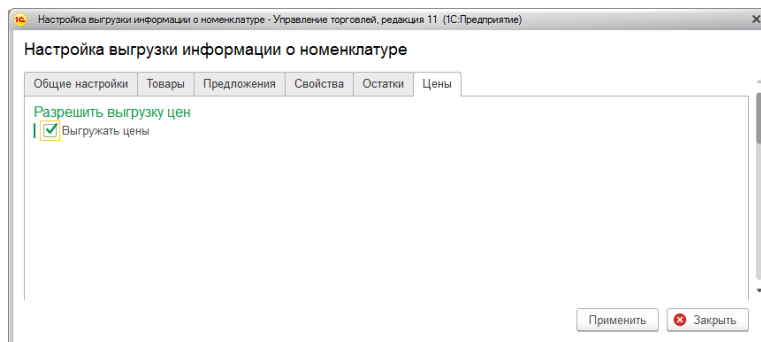 1С Настройка выгрузки информации о номенклатуре - Управление торговлей, редакция 11 (1С:Предприятие)
Настройка выгрузки информации о номенклатуре
Общие настройки Товары Предложения Свойства Остатки Цены
Разрешить выгрузку цен
Выгружать цены
Применить Закрыть